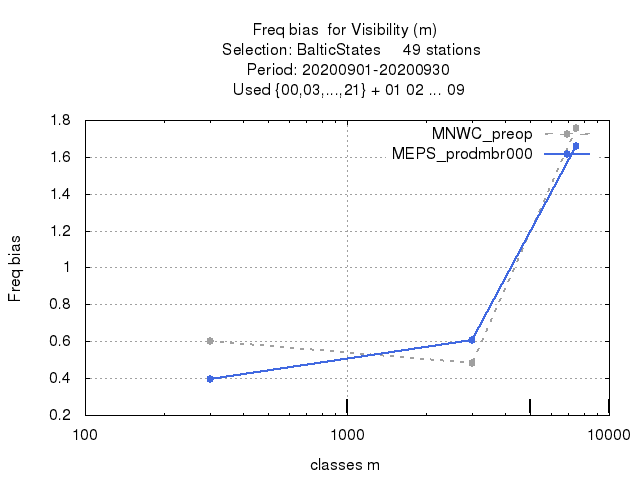 Freq bias  for Visibility (m)
Selection: BalticStates     49 stations
Period: 20200901-20200930
Used {00,03,...,21} + 01 02 ... 09
MNWC_preop
MEPS_prodmbr000
1.8
1.6
1.4
1.2
1
0.8
0.6
0.4
0.2
Freq bias
100
1000
10000
classes m